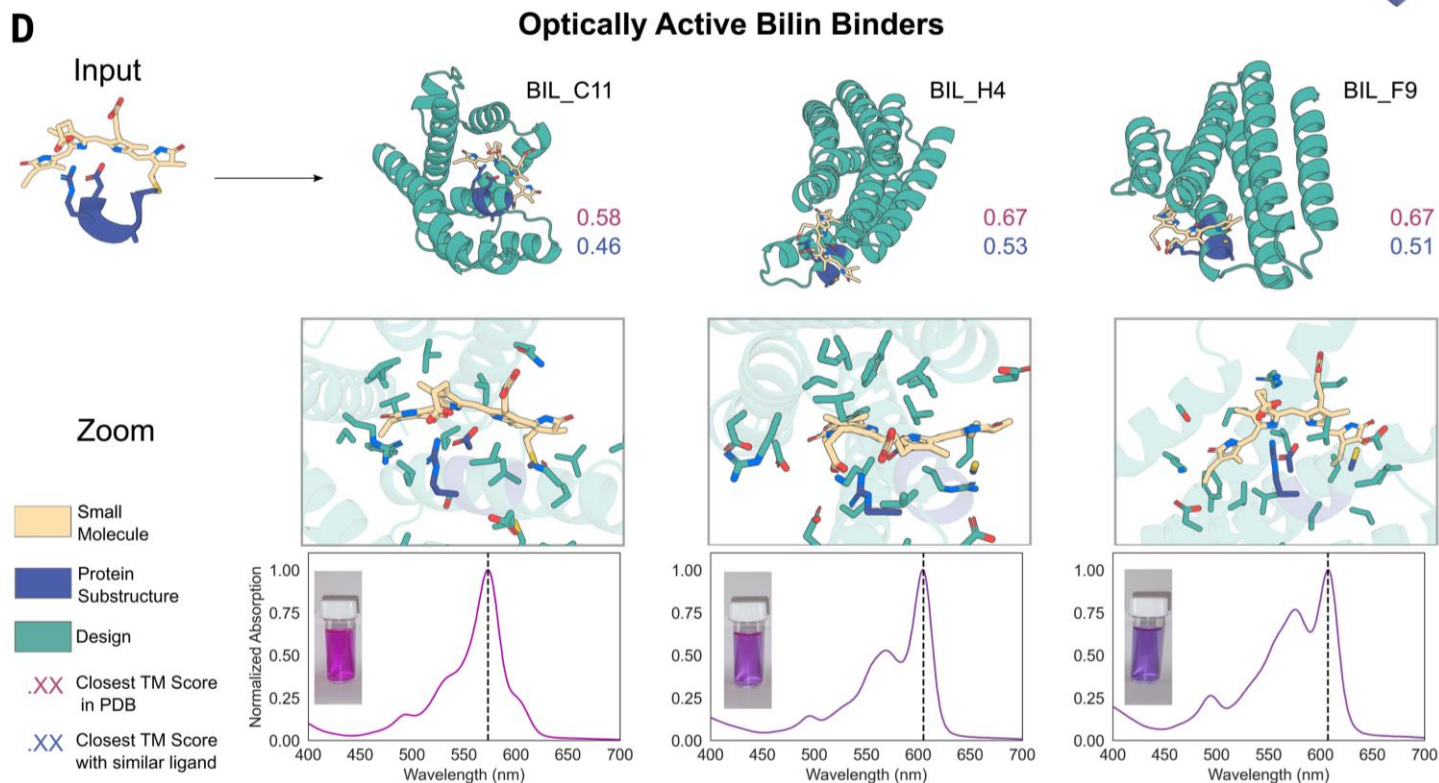 D
Optically Active Bilin Binders
Input
BIL_C11
0.58
0.46
BIL_H4
0.67
0.53
BIL_F9
0.67
0.51
Zoom
Small
Molecule
Protein
Substructure
Design
.XX Closest TM Score
in PDB
.XX Closest TM Score
with similar ligand
Normalized Absorption
1.00
0.75
0.50
0.25
0.00
400 450 500 550 600 650 700
Wavelength (nm)
1.00
0.75
0.50
0.25
0.00
400 450 500 550 600 650 700
Wavelength (nm)
1.00
0.75
0.50
0.25
0.00
400 450 500 550 600 650 700
Wavelength (nm)